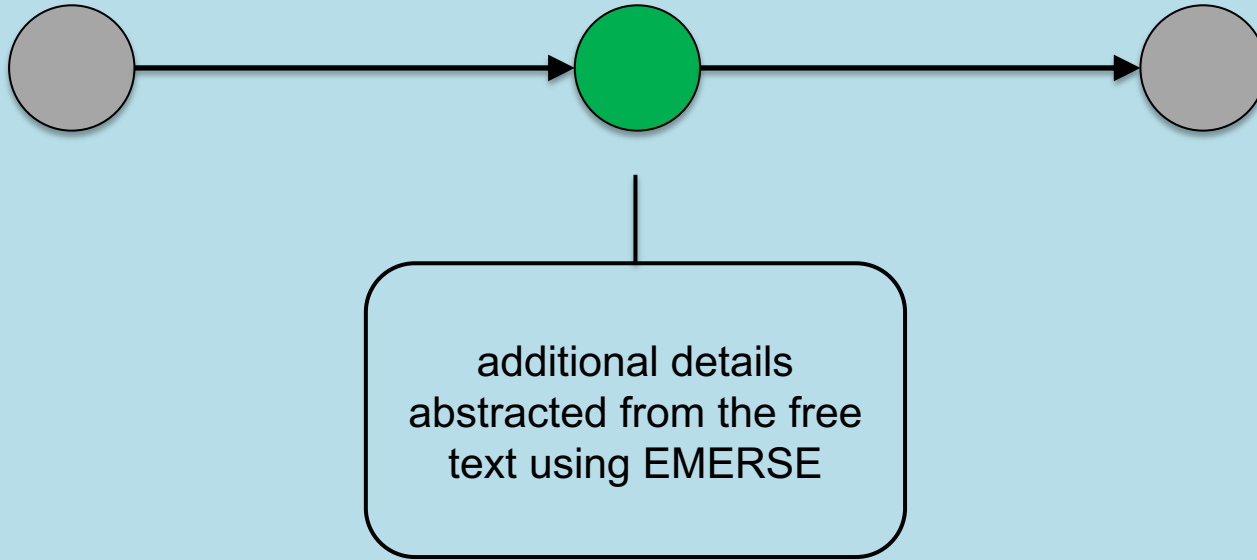 additional details
abstracted from the free
text using EMERSE